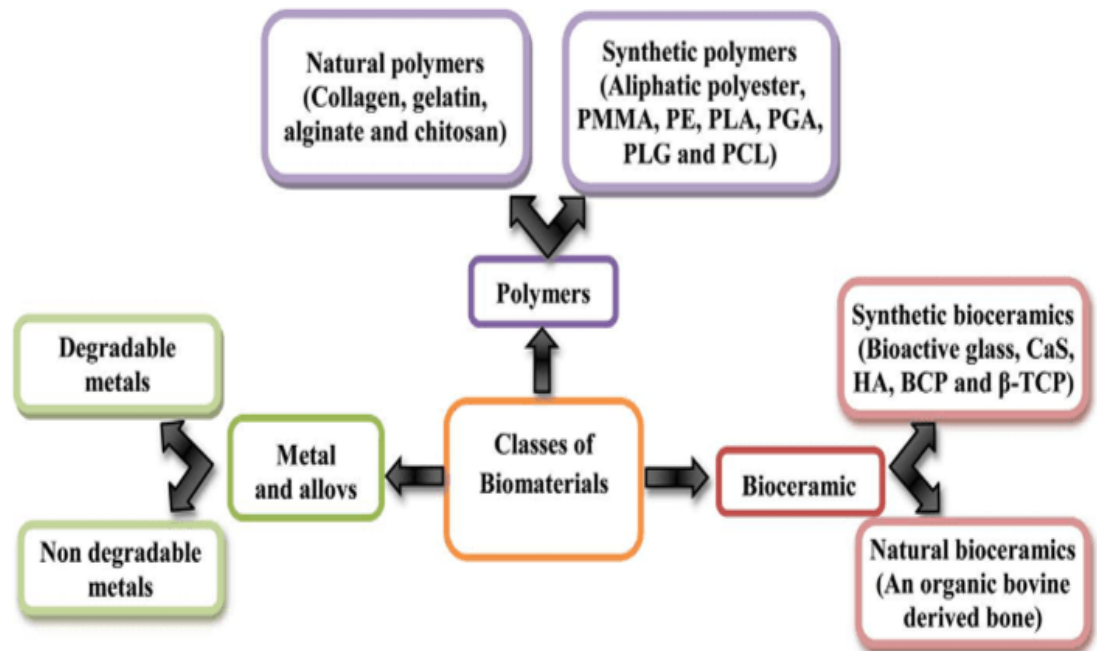 Natural polymers
(Collagen, gelatin,
alginate and chitosan)
Synthetic polymers
(Aliphatic polyester,
PMMA, PE, PLA, PGA,
PLG and PCL)
Polymers
Degradable
metals
Non degradable
metals
Metal
and allovs
Classes of
Biomaterials
Bioceramic
Synthetic bioceramics
(Bioactive glass, CaS,
HA, BCP and β-TCP)
Natural bioceramics
(An organic bovine
derived bone)